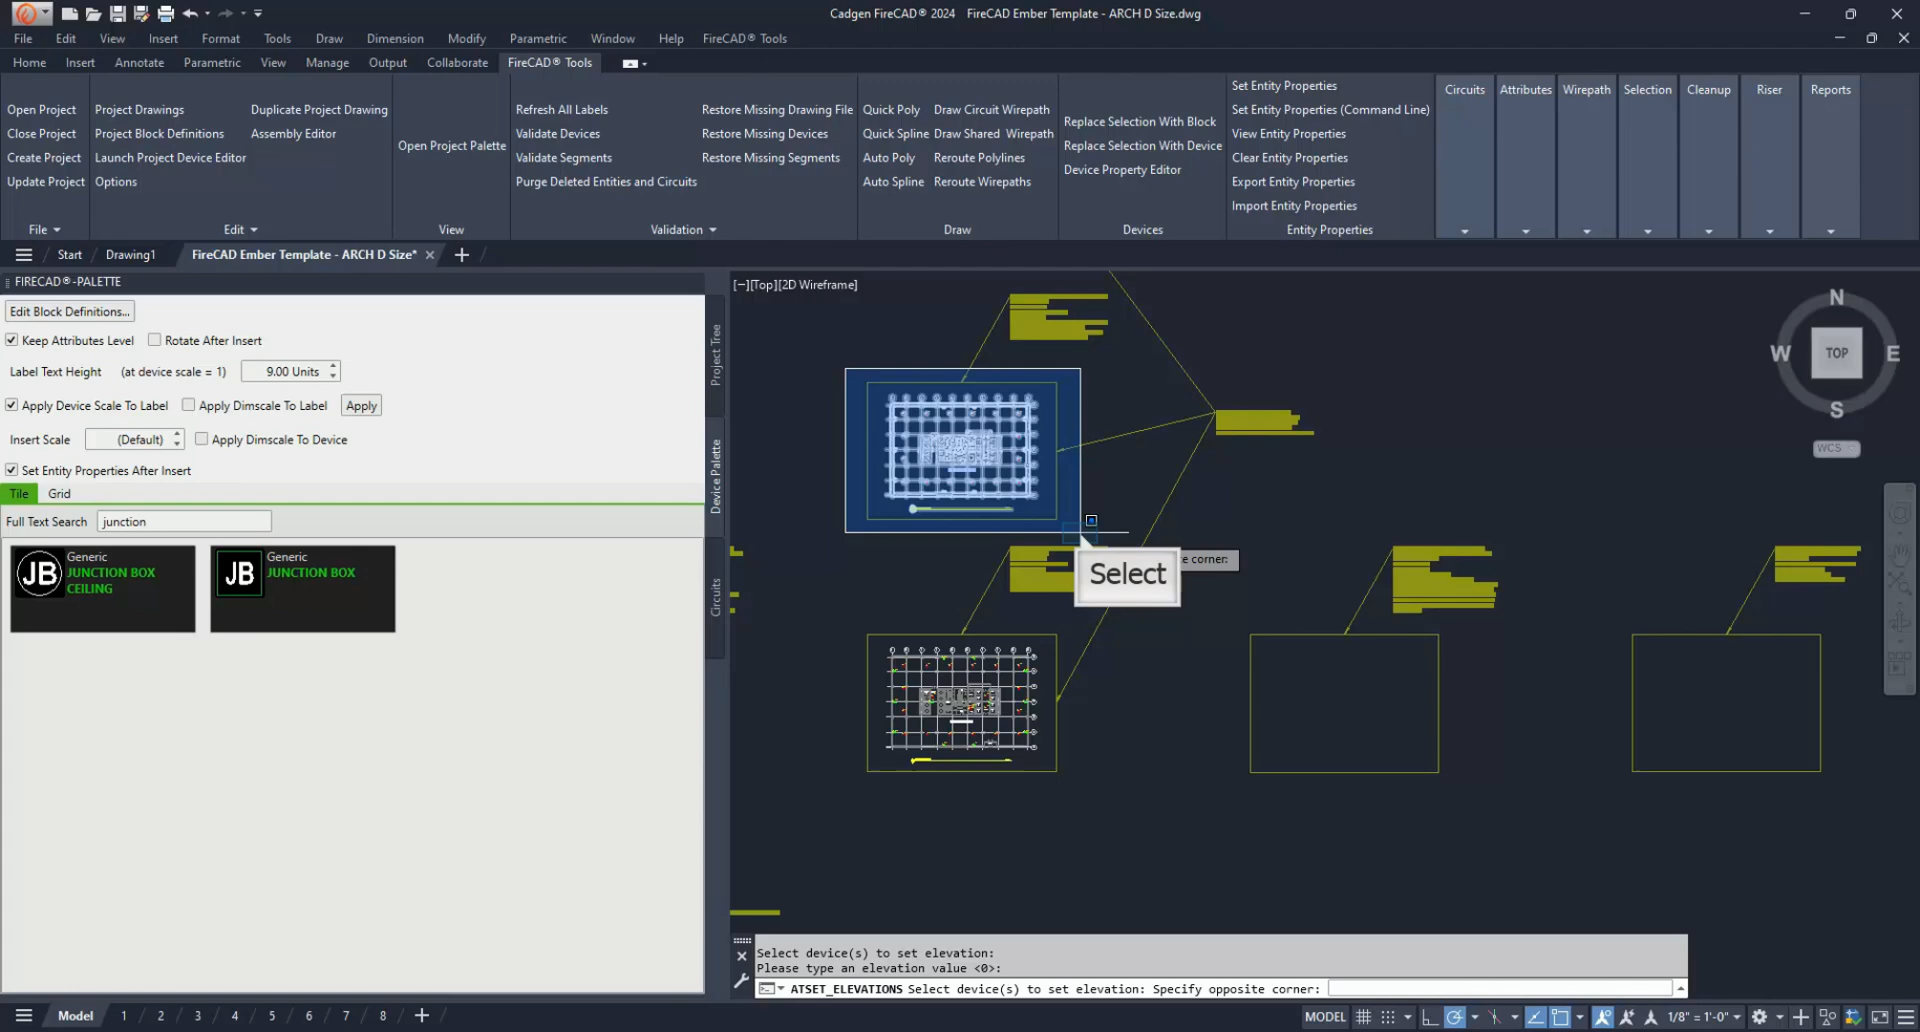 Cadgen FireCAD® 2024 FireCAD Ember Template - ARCH D Size.dwg
File Edit View Insert Format Tools Draw Dimension Modify Parametric Window Help FireCAD® Tools
Home Insert Annotate Parametric View Manage Output Collaborate FireCAD® Tools
Set Entity Properties
Circuits Attributes Wirepath Selection Cleanup Riser Reports
Open Project Project Drawings Duplicate Project Drawing Refresh All Labels Restore Missing Drawing File Quick Poly Draw Circuit Wirepath Set Entity Properties (Command Line)
Replace Selection With Block
Close Project Project Block Definitions Assembly Editor Validate Devices Restore Missing Devices Quick Spline Draw Shared Wirepath View Entity Properties
Open Project Palette Replace Selection With Device
Create Project Launch Project Device Editor Validate Segments Restore Missing Segments Auto Poly Reroute Polylines Clear Entity Properties
Device Property Editor
Update Project Options Purge Deleted Entities and Circuits Auto Spline Reroute Wirepaths Export Entity Properties
Import Entity Properties
File Edit View Validation Draw Devices Entity Properties
Start Drawing1 FireCAD Ember Template - ARCH D Size*
FIRECAD®-PALETTE
[−][Top][2D Wireframe]
Edit Block Definitions...
Keep Attributes Level Rotate After Insert
Label Text Height (at device scale = 1) 9.00 Units
Apply Device Scale To Label Apply Dimscale To Label Apply
Insert Scale (Default) Apply Dimscale To Device
Set Entity Properties After Insert
Tile Grid
Full Text Search junction
JB Generic
JUNCTION BOX
CEILING
JB Generic
JUNCTION BOX
Project Tree
Device Palette
Circuits
N
W TOP E
S
WCS
e corner:
Select
Select device(s) to set elevation:
Please type an elevation value <0>:
ATSET_ELEVATIONS Select device(s) to set elevation: Specify opposite corner:
Model 1 2 3 4 5 6 7 8
MODEL 1/8" = 1'-0"